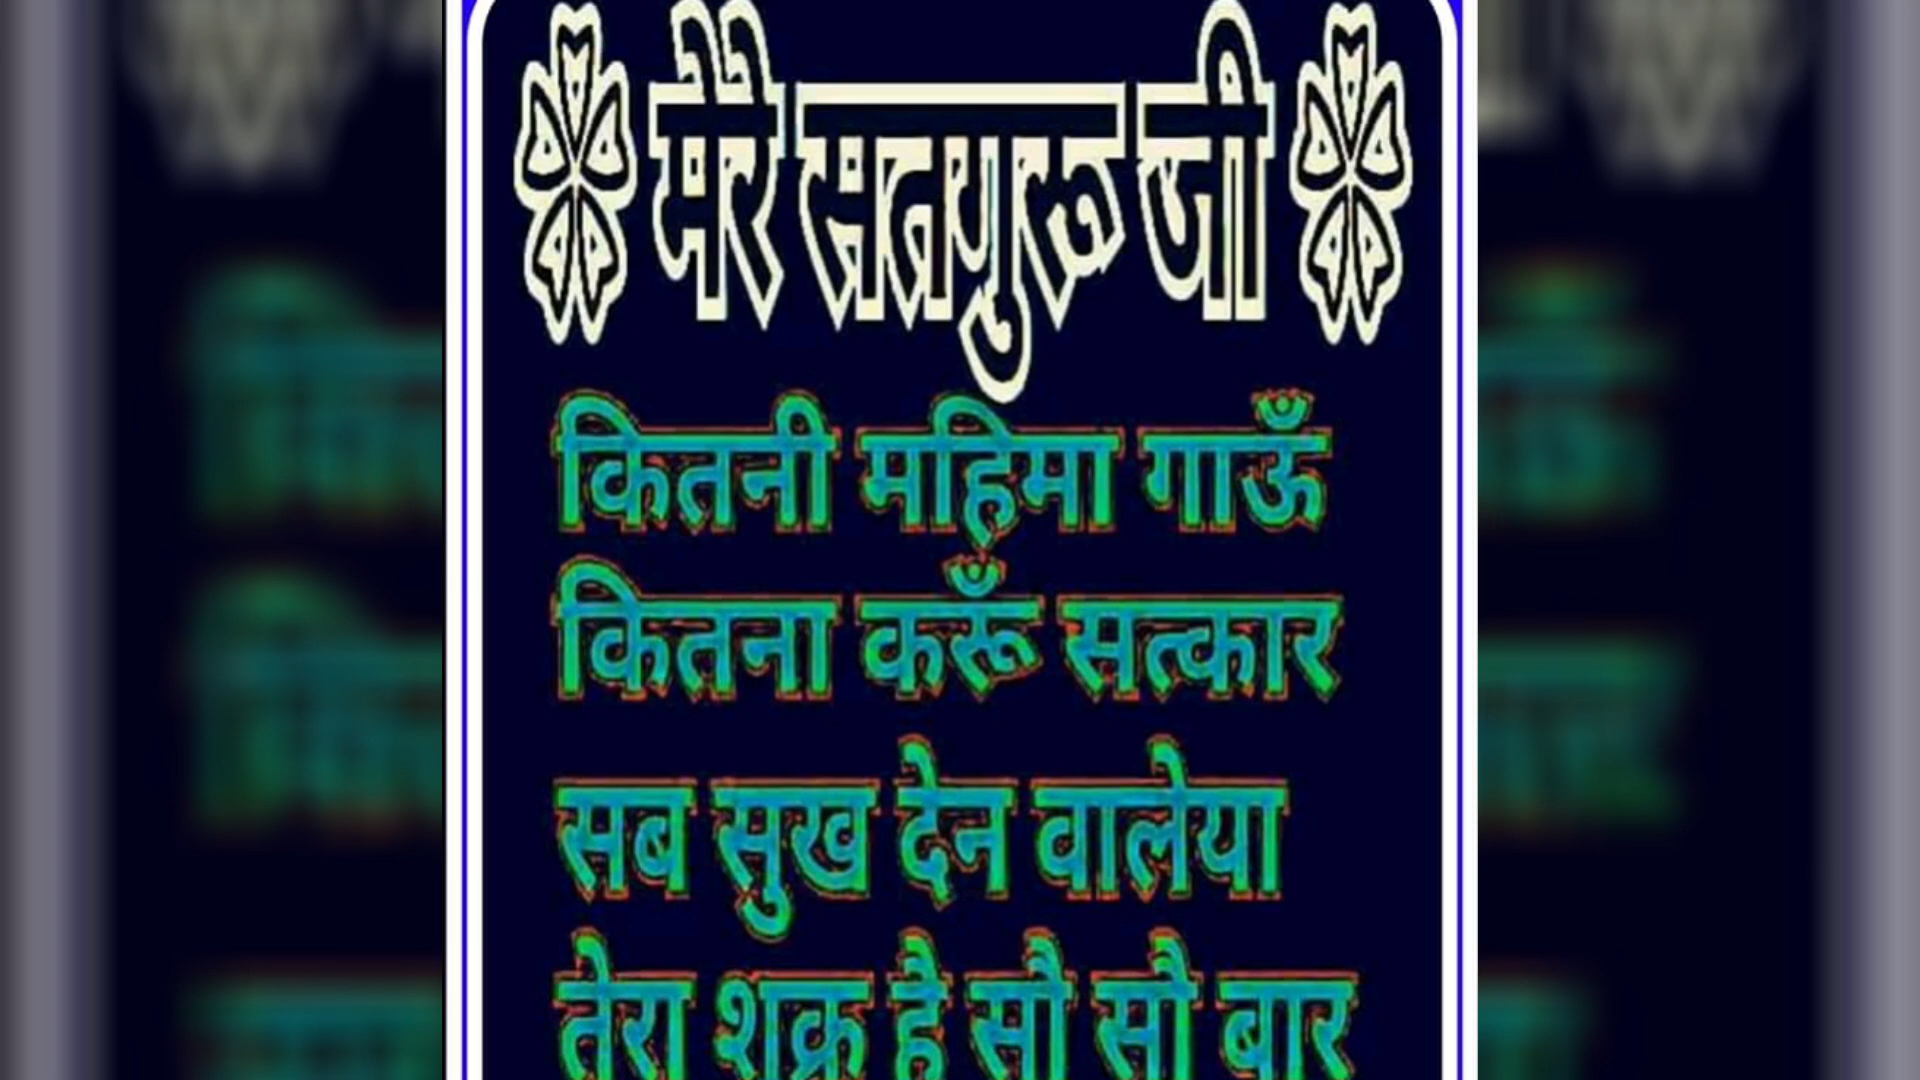 मेरे सतगुरु जी
कितनी महिमा गाऊँ
कितना करूँ सत्कार
सब सुख देन वालेया
तेरा शुक्र है सौ सौ बार